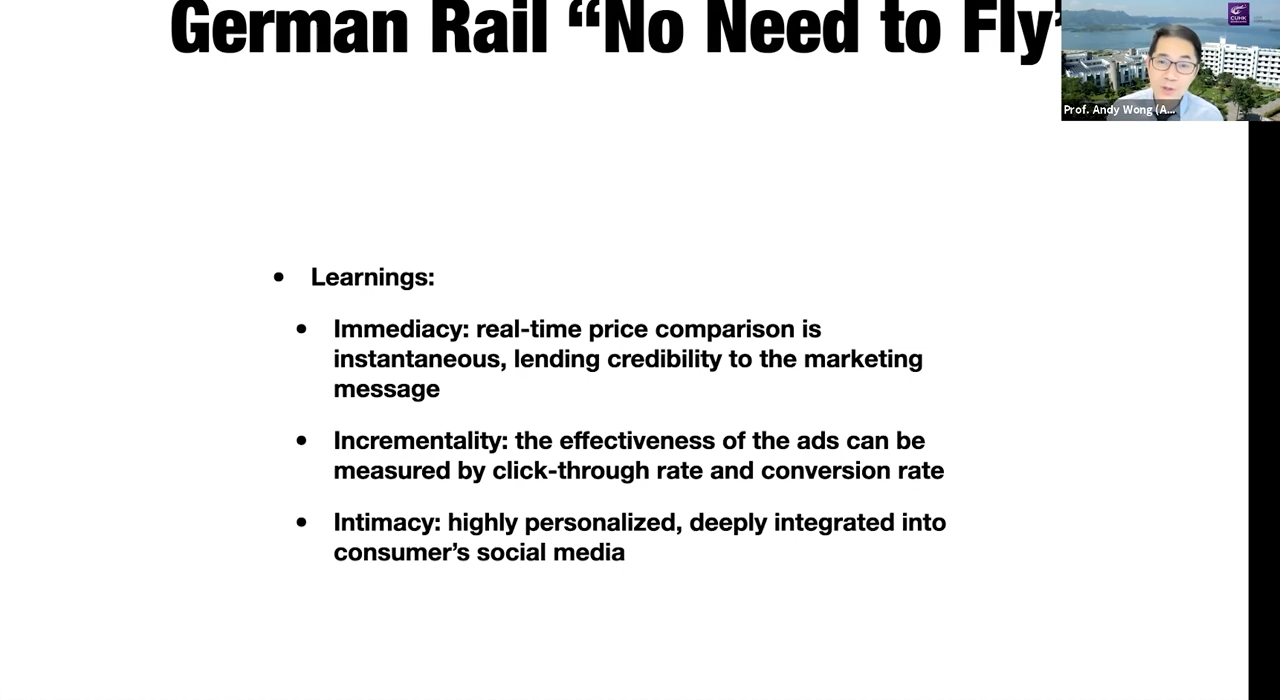 German Rail “No Need to Fly”
CUHK
Prof. Andy Wong (A...
• Learnings:
• Immediacy: real-time price comparison is
instantaneous, lending credibility to the marketing
message
• Incrementality: the effectiveness of the ads can be
measured by click-through rate and conversion rate
• Intimacy: highly personalized, deeply integrated into
consumer’s social media